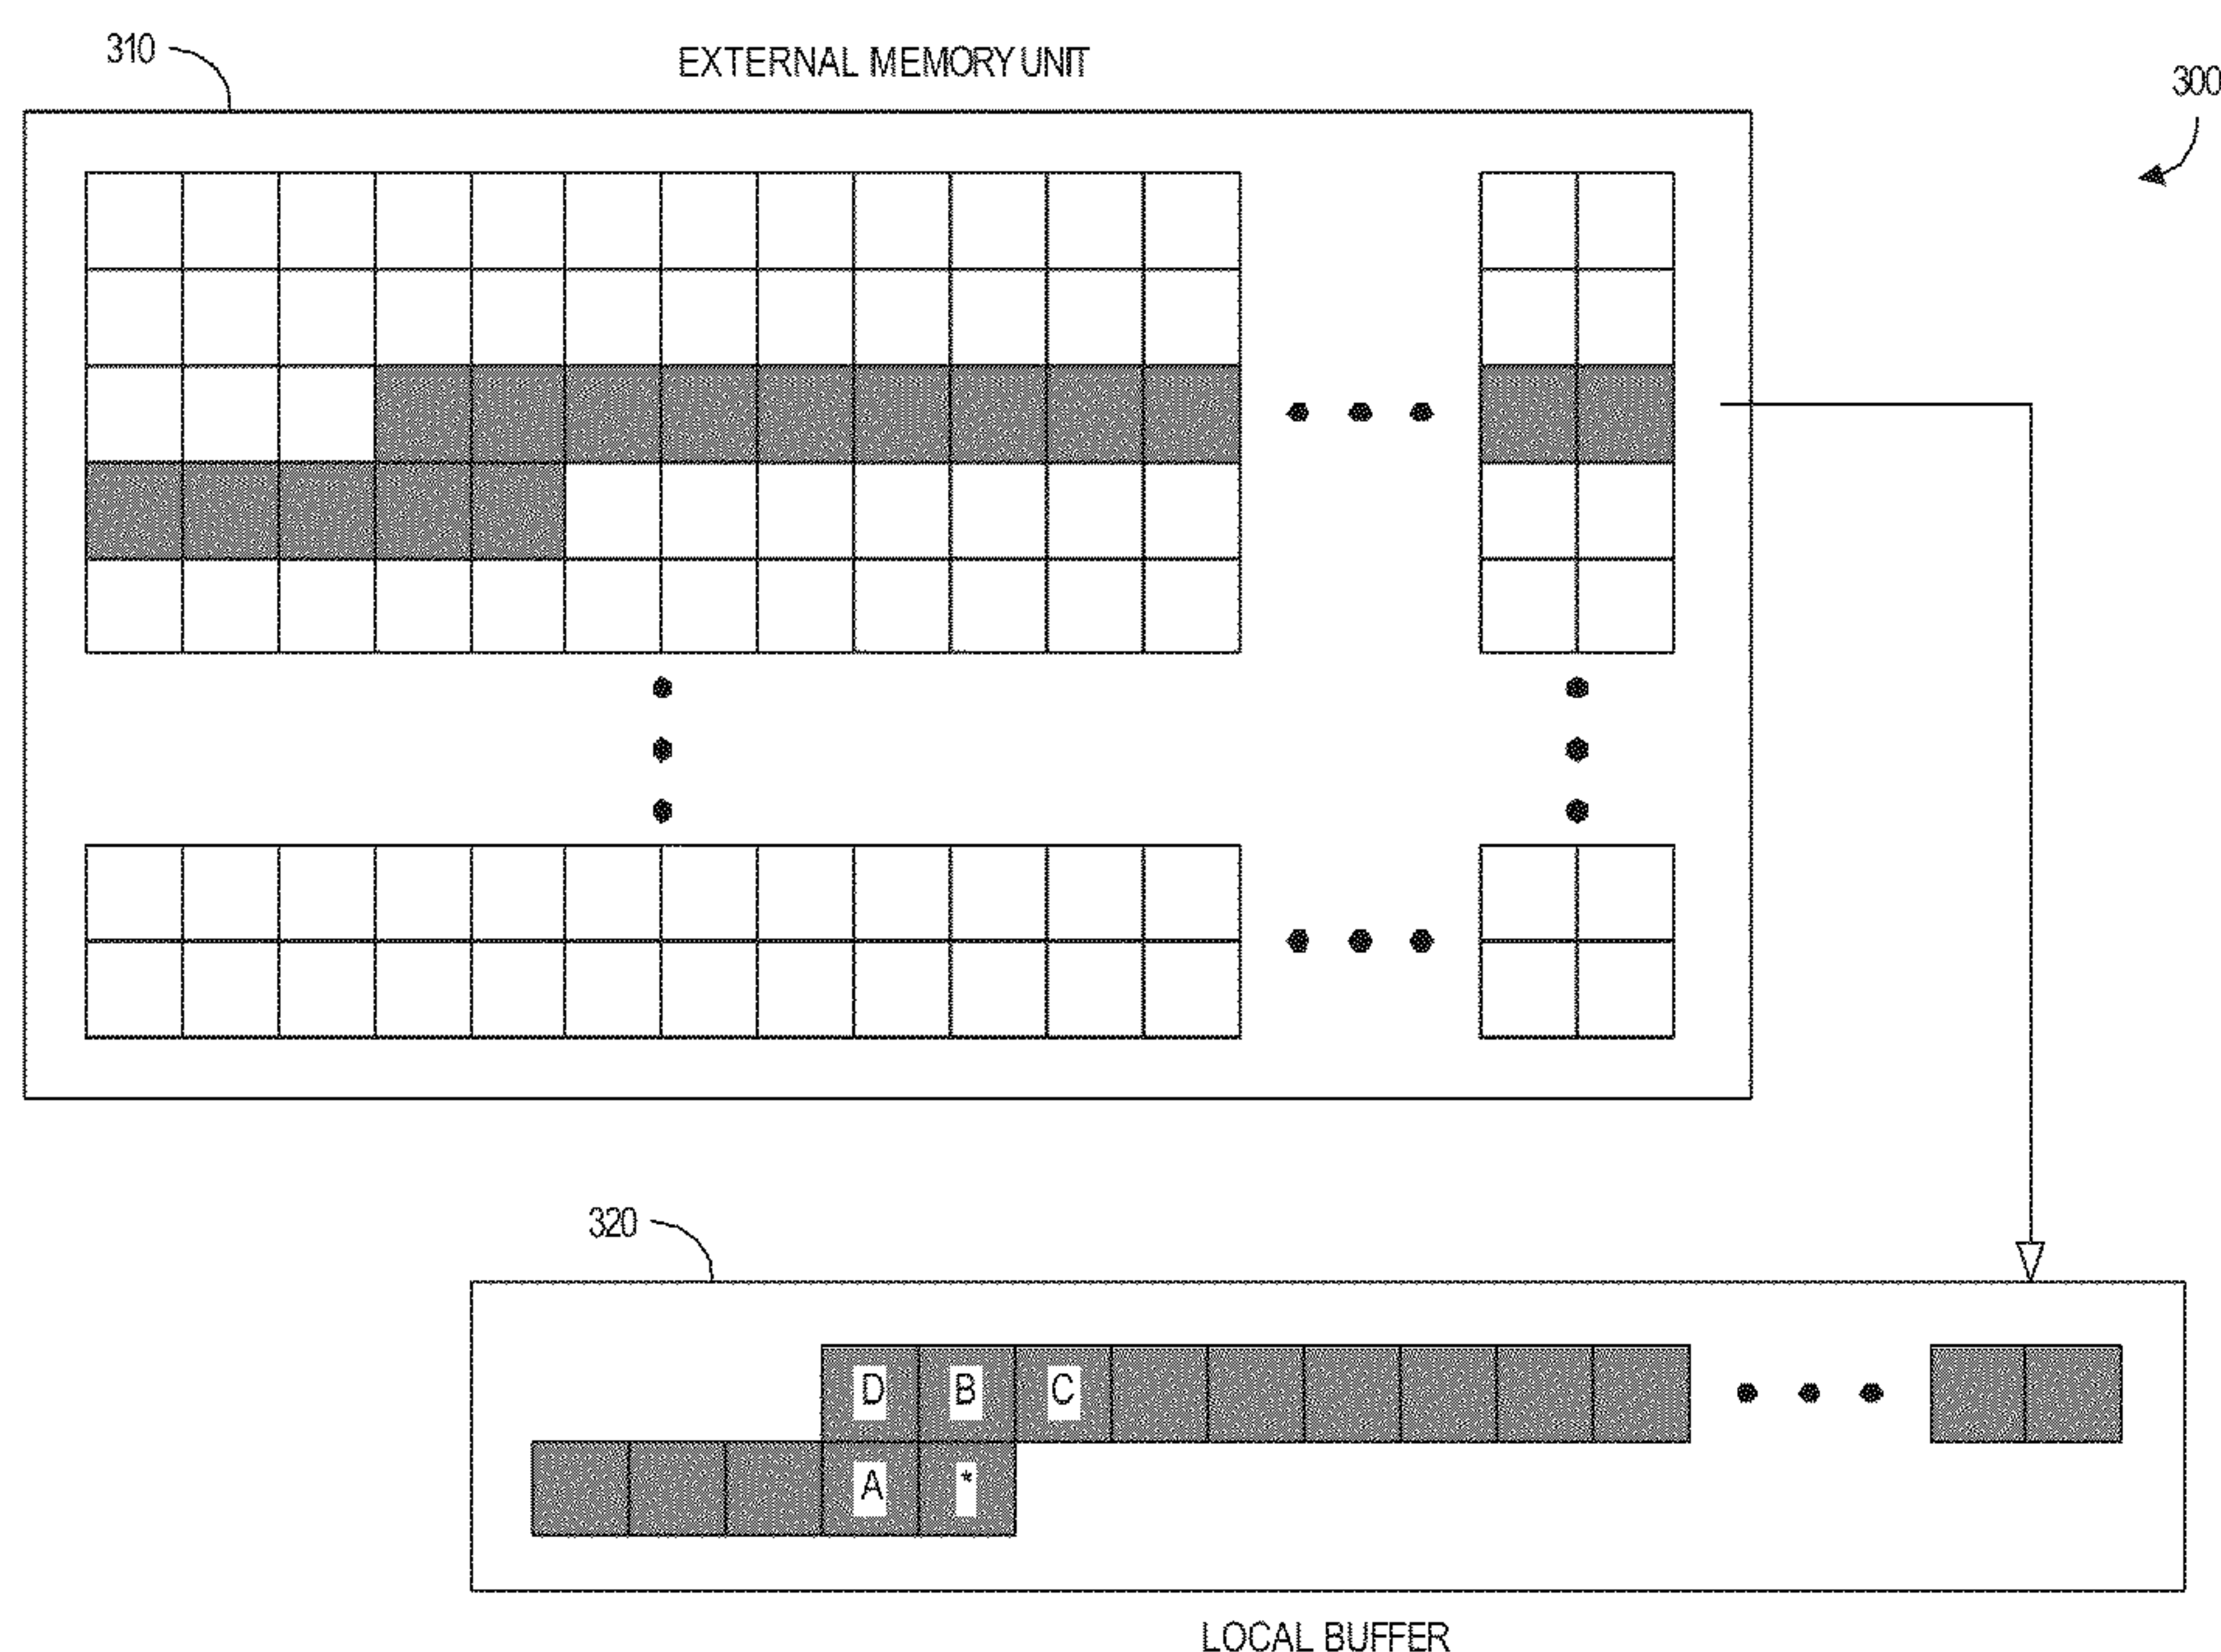 310
EXTERNAL MEMORY UNIT
300
320
D B C
A *
LOCAL BUFFER